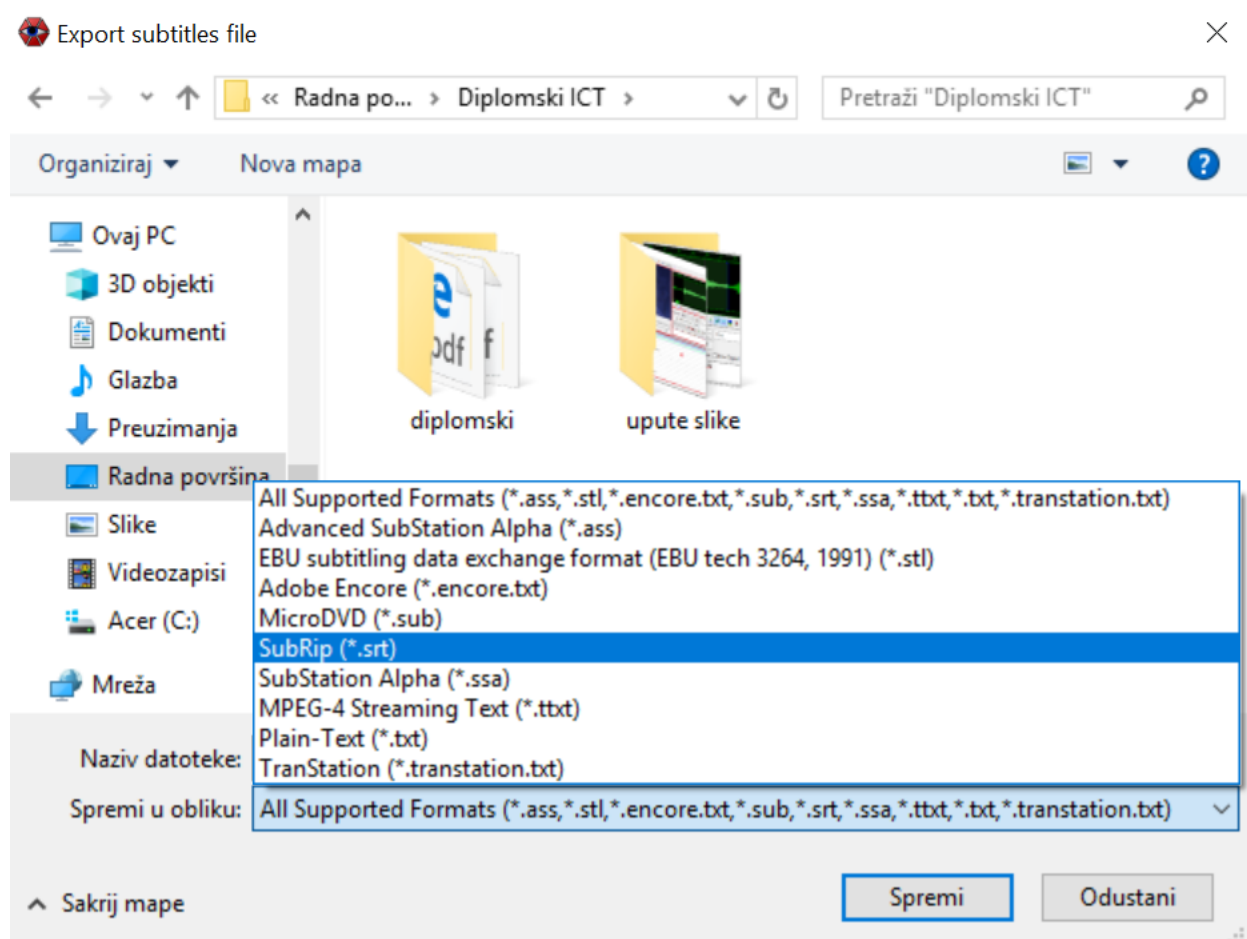 Export subtitles file
« Radna po... > Diplomski ICT >
Pretraži "Diplomski ICT"
Organiziraj
Nova mapa
?
Ovaj PC
3D objekti
Dokumenti
Glazba
Preuzimanja
Radna površina
Slike
Videozapisi
Acer (C:)
Mreža
e
pdf
f
diplomski
upute slike
All Supported Formats (*.ass,*.stl,*.encore.txt,*.sub,*.srt,*.ssa,*.ttxt,*.txt,*.transtation.txt)
Advanced SubStation Alpha (*.ass)
EBU subtitling data exchange format (EBU tech 3264, 1991) (*.stl)
Adobe Encore (*.encore.txt)
MicroDVD (*.sub)
SubRip (*.srt)
SubStation Alpha (*.ssa)
MPEG-4 Streaming Text (*.ttxt)
Plain-Text (*.txt)
TranStation (*.transtation.txt)
Naziv datoteke:
Spremi u obliku: All Supported Formats (*.ass,*.stl,*.encore.txt,*.sub,*.srt,*.ssa,*.ttxt,*.txt,*.transtation.txt)
Sakrij mape
Spremi
Odustani